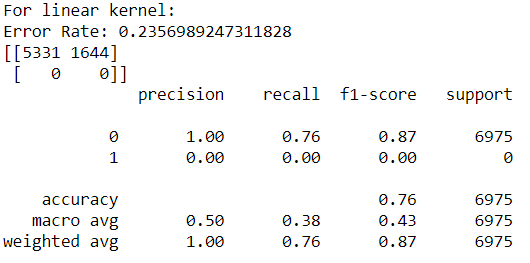 For linear kernel:
Error Rate: 0.2356989247311828
[[5331 1644]
 [   0    0]]
              precision    recall  f1-score   support

           0       1.00      0.76      0.87      6975
           1       0.00      0.00      0.00         0

    accuracy                           0.76      6975
   macro avg       0.50      0.38      0.43      6975
weighted avg       1.00      0.76      0.87      6975